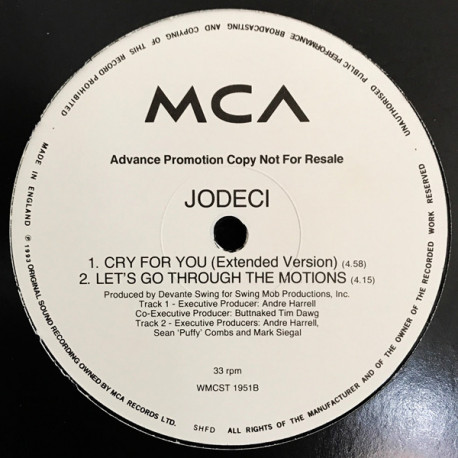 MCA
Advance Promotion Copy Not For Resale
JODECI
1. CRY FOR YOU (Extended Version) (4.58)
2. LET'S GO THROUGH THE MOTIONS (4.15)
Produced by Devante Swing for Swing Mob Productions, Inc.
Track 1 - Executive Producer: Andre Harrell
Co-Executive Producer: Buttnaked Tim Dawg
Track 2 - Executive Producers: Andre Harrell,
Sean 'Puffy' Combs and Mark Siegal
33 rpm
WMCST 1951B
MADE IN ENGLAND ℗ 1993 ORIGINAL SOUND RECORDING OWNED BY MCA RECORDS LTD. SHFD ALL RIGHTS OF THE MANUFACTURER AND OF THE OWNER OF THE RECORDED WORK RESERVED
UNAUTHORISED PUBLIC PERFORMANCE BROADCASTING AND COPYING OF THIS RECORD PROHIBITED